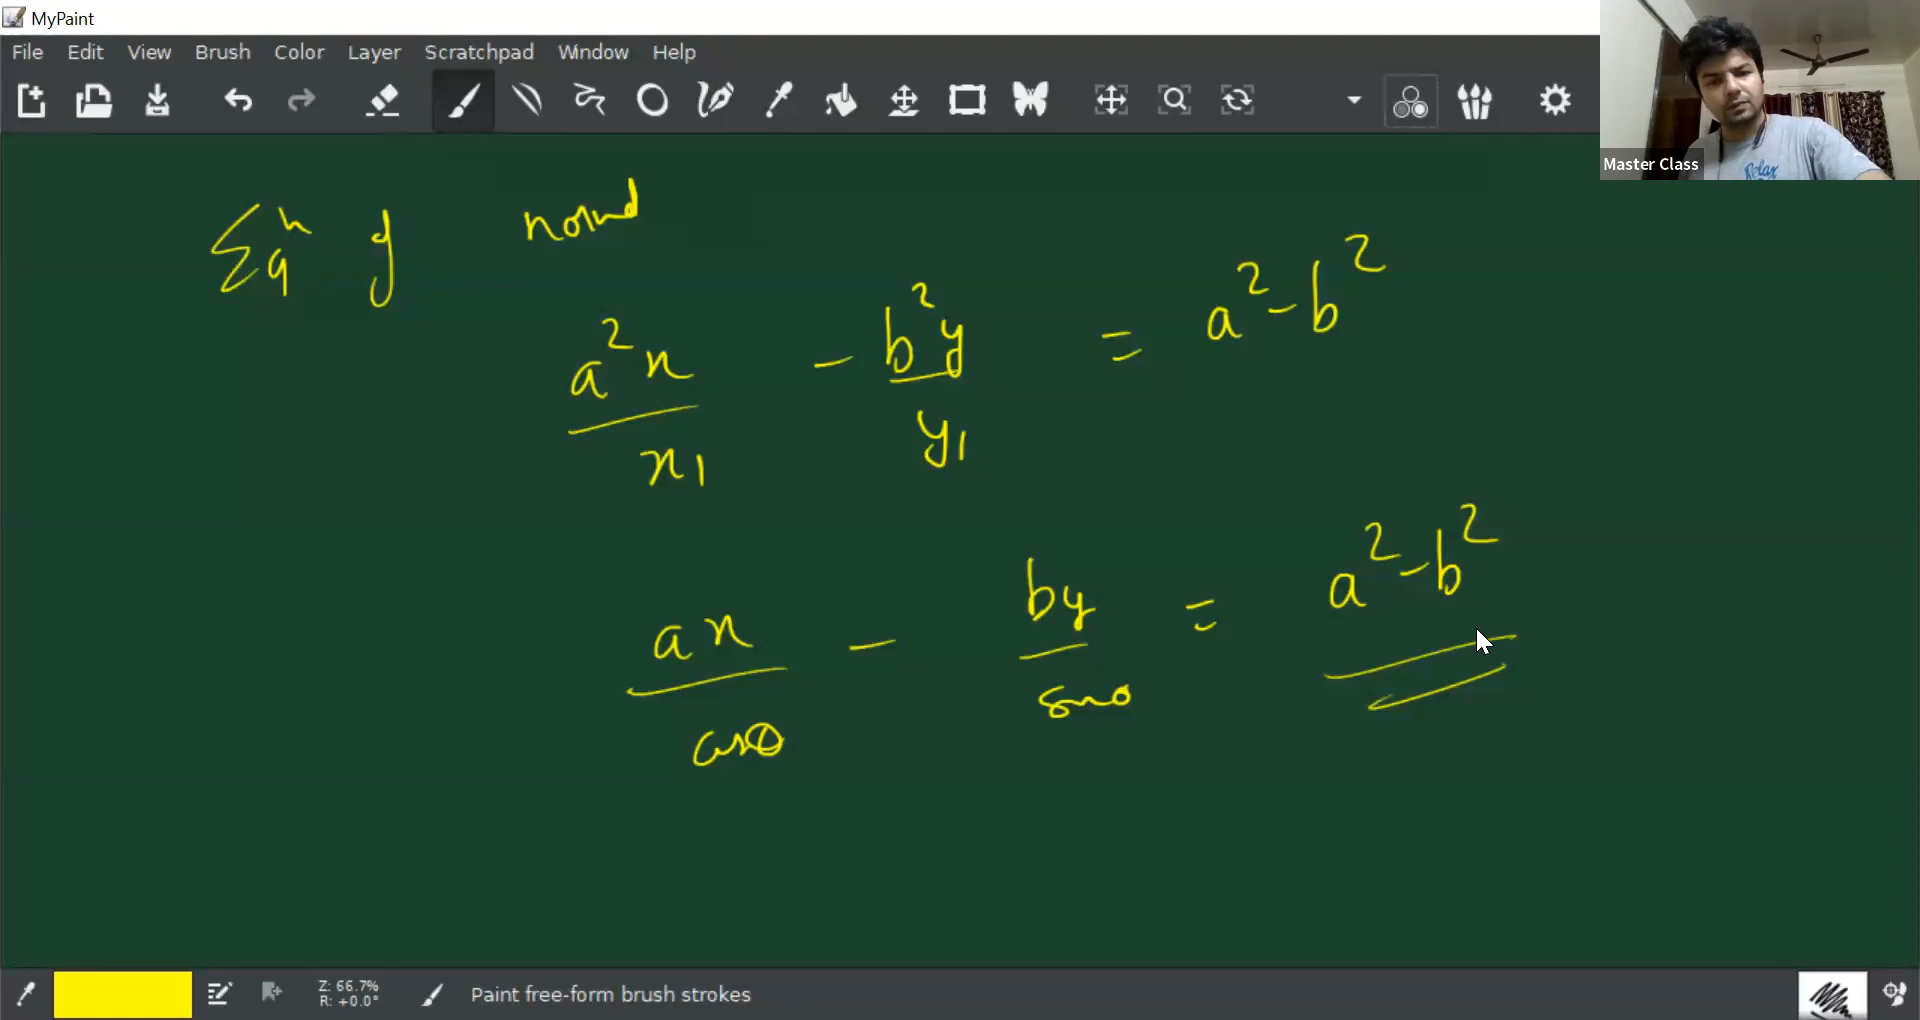 MyPaint
File Edit View Brush Color Layer Scratchpad Window Help
Master Class
Eqⁿ of normal
a²x/x₁ - b²y/y₁ = a² - b²
ax/cosθ - by/sinθ = a² - b²
Z: 66.7%
R: +0.0°
Paint free-form brush strokes